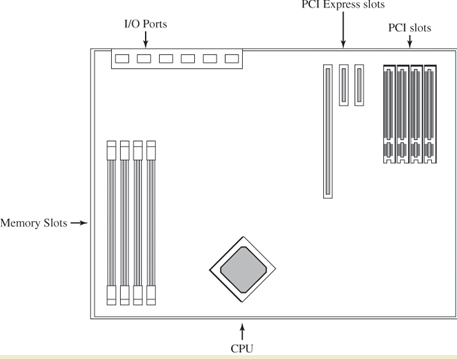 PCI Express slots
I/O Ports
PCI slots
Memory Slots
CPU